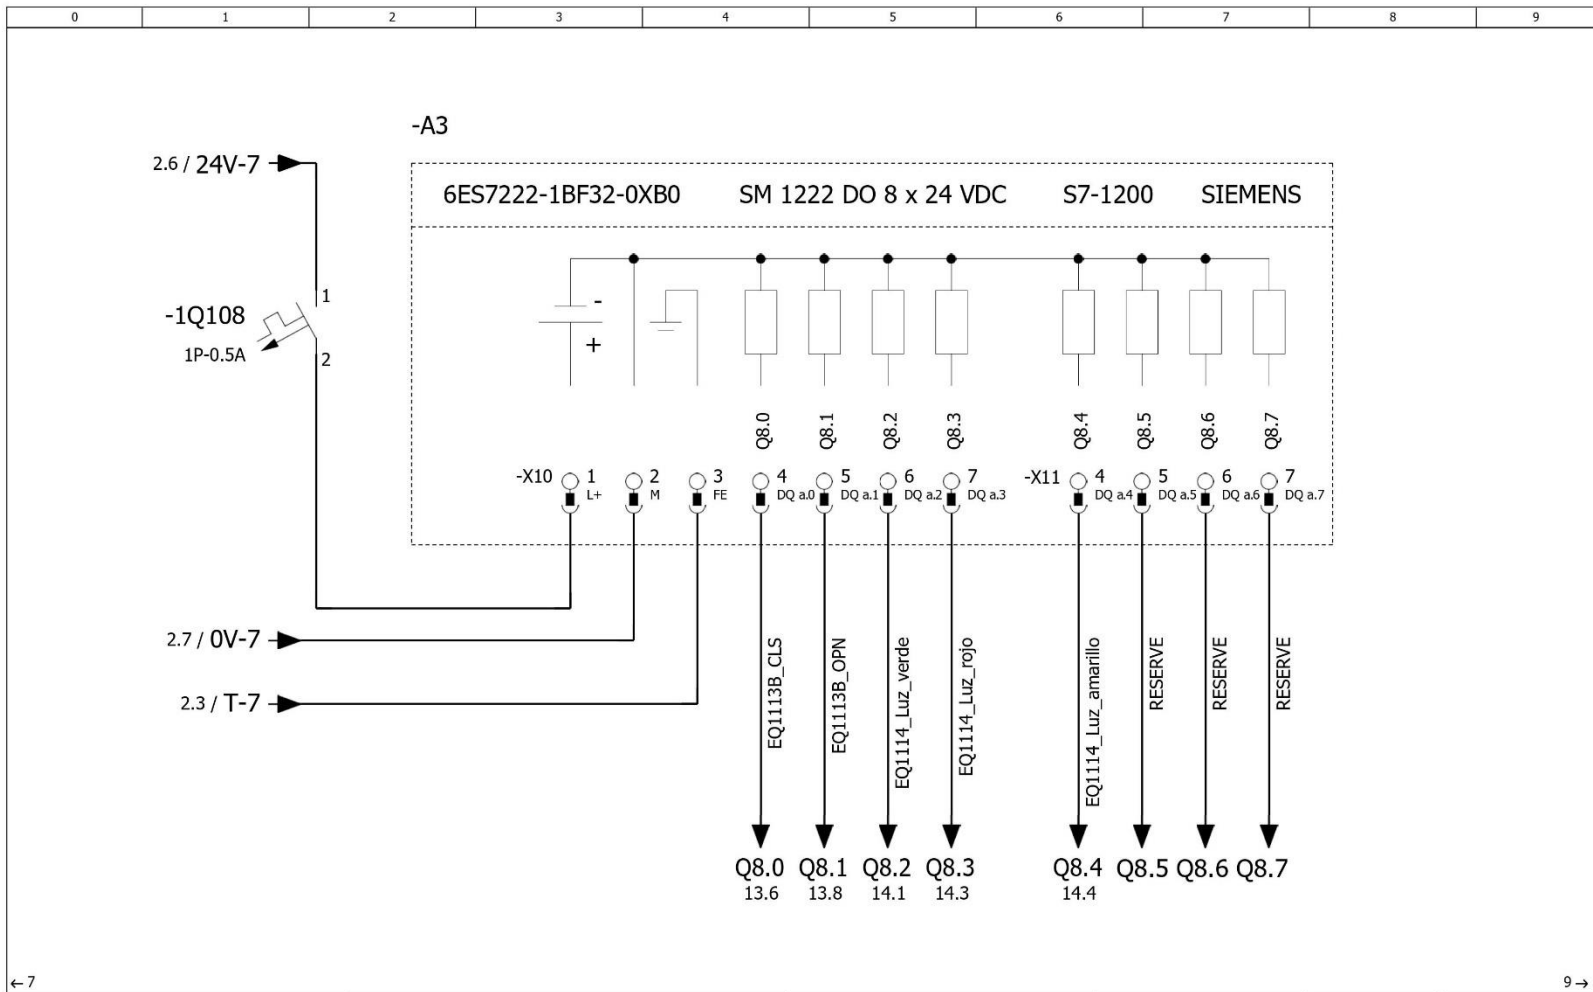 0 1 2 3 4 5 6 7 8 9
-A3
2.6 / 24V-7
6ES7222-1BF32-0XB0 SM 1222 DO 8 x 24 VDC S7-1200 SIEMENS
1
-1Q108
1P-0.5A
2
-
+
Q8.0 Q8.1 Q8.2 Q8.3 Q8.4 Q8.5 Q8.6 Q8.7
-X10 1 2 3 4 5 6 7 -X11 4 5 6 7
L+ M FE DQ a.0 DQ a.1 DQ a.2 DQ a.3 DQ a.4 DQ a.5 DQ a.6 DQ a.7
2.7 / 0V-7
2.3 / T-7
EQ1113B_CLS
EQ1113B_OPN
EQ1114_Luz_verde
EQ1114_Luz_rojo
EQ1114_Luz_amarillo
RESERVE
RESERVE
RESERVE
Q8.0 Q8.1 Q8.2 Q8.3 Q8.4 Q8.5 Q8.6 Q8.7
13.6 13.8 14.1 14.3 14.4
←7 9→